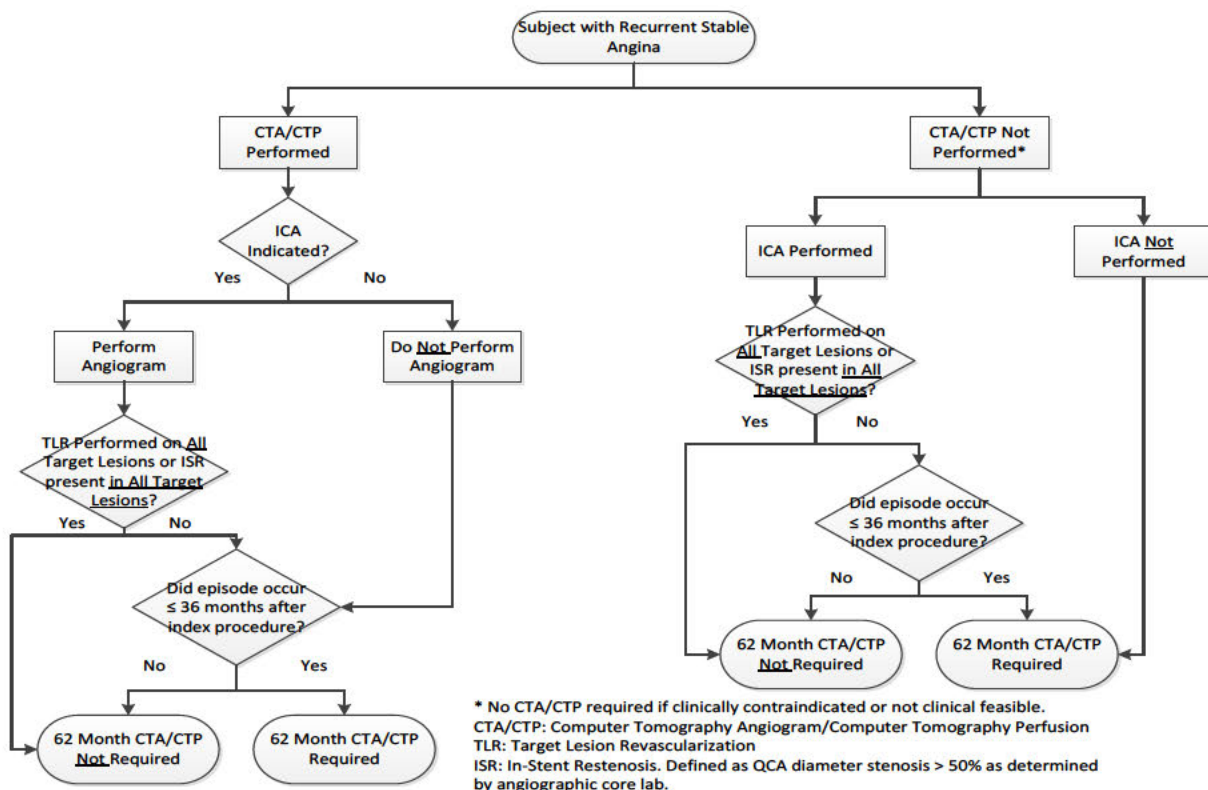 Subject with Recurrent Stable
Angina
CTA/CTP
Performed
CTA/CTP Not
Performed*
ICA
Indicated?
Yes
No
Perform
Angiogram
Do Not Perform
Angiogram
TLR Performed on All
Target Lesions or ISR
present in All Target
Lesions?
Yes
No
Did episode occur
≤ 36 months after
index procedure?
No
Yes
62 Month CTA/CTP
Not Required
62 Month CTA/CTP
Required
ICA Performed
ICA Not
Performed
TLR Performed on
All Target Lesions or
ISR present in All
Target Lesions?
Yes
No
Did episode occur
≤ 36 months after
index procedure?
No
Yes
62 Month CTA/CTP
Not Required
62 Month CTA/CTP
Required
* No CTA/CTP required if clinically contraindicated or not clinical feasible.
CTA/CTP: Computer Tomography Angiogram/Computer Tomography Perfusion
TLR: Target Lesion Revascularization
ISR: In-Stent Restenosis. Defined as QCA diameter stenosis > 50% as determined
by angiographic core lab.